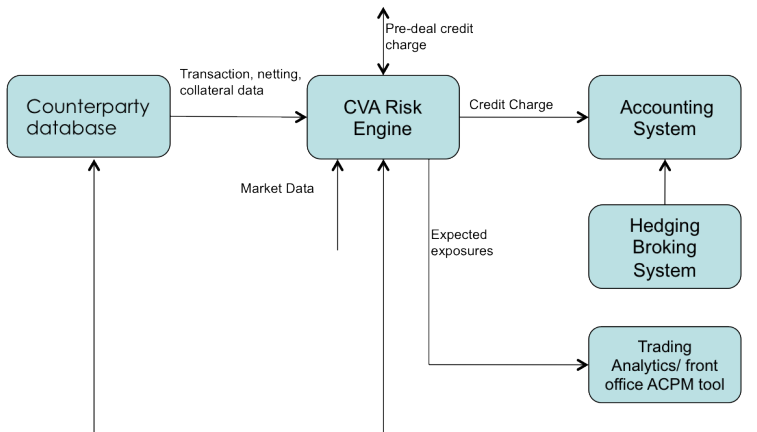 Pre-deal credit
charge
Transaction, netting,
collateral data
Counterparty
database
CVA Risk
Engine
Credit Charge
Accounting
System
Market Data
Hedging
Broking
System
Expected
exposures
Trading
Analytics/ front
office ACPM tool